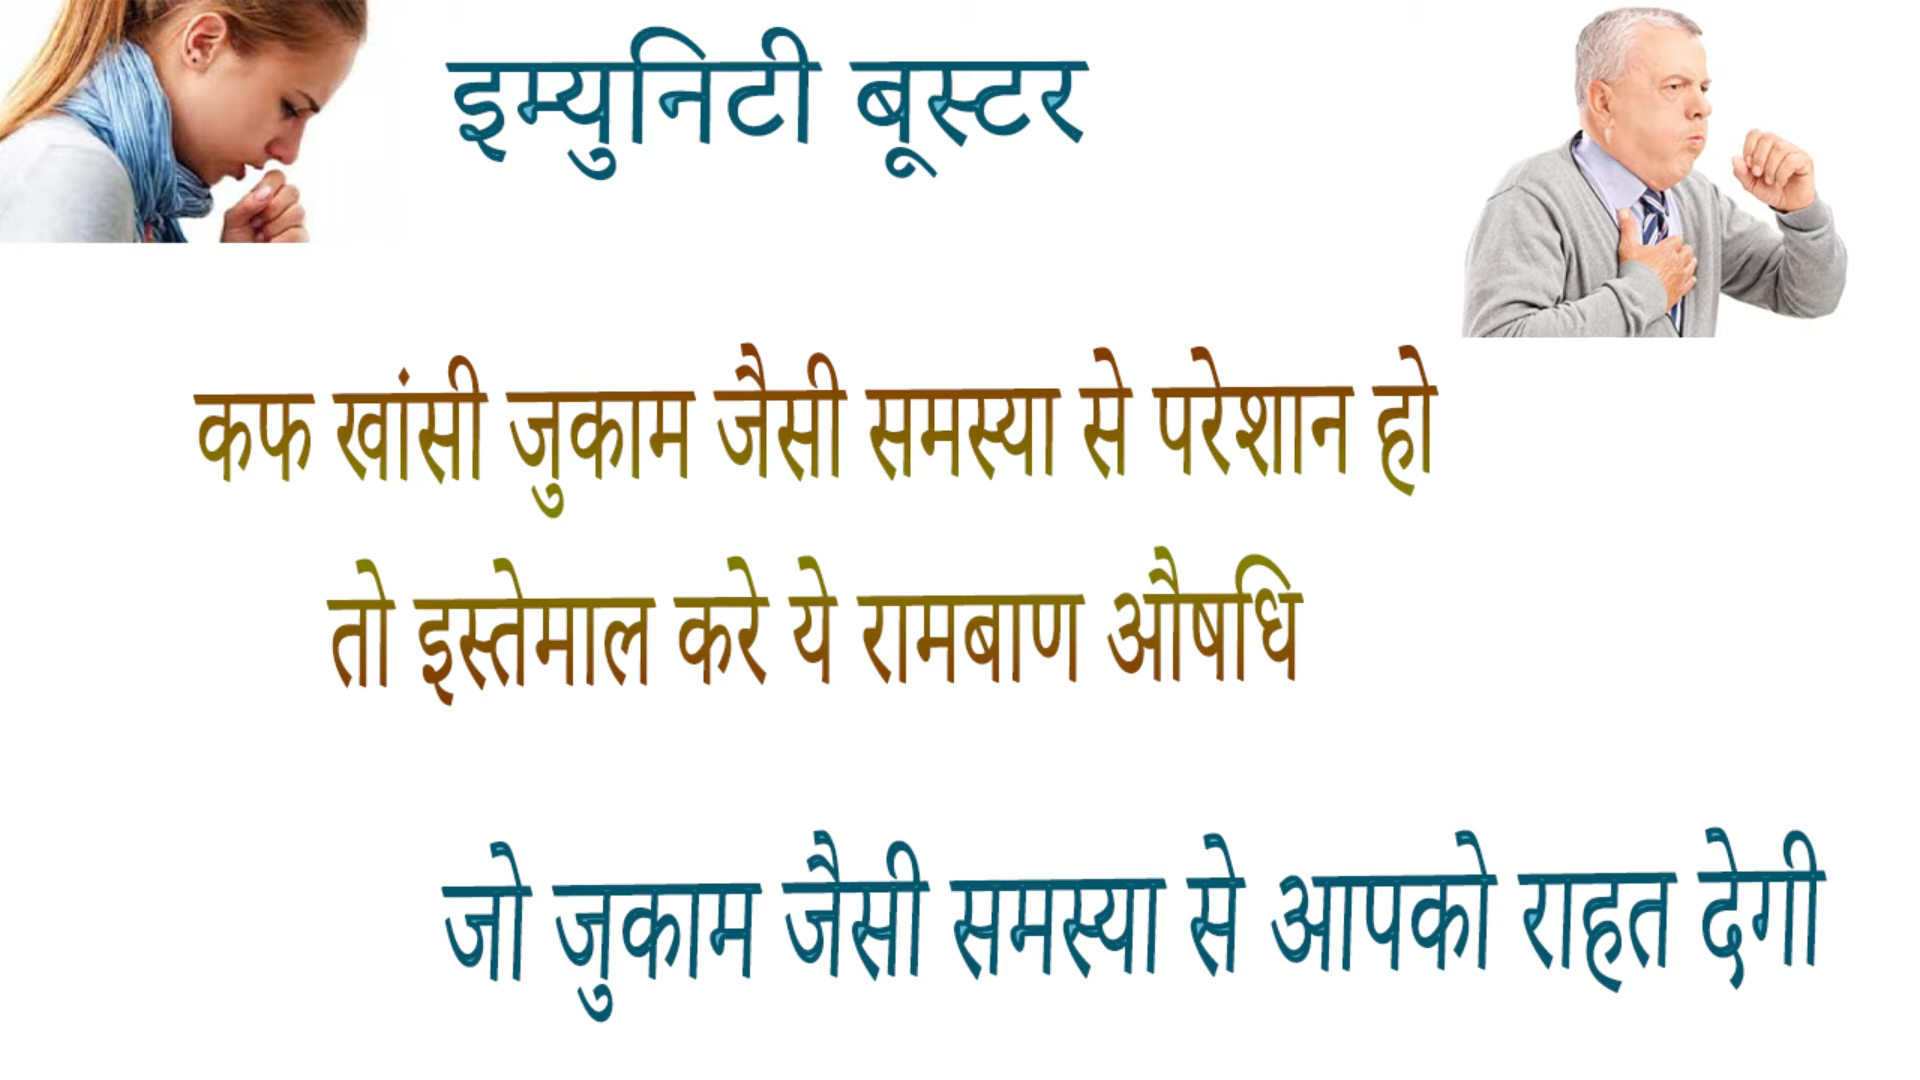 इम्युनिटी बूस्टर
कफ खांसी जुकाम जैसी समस्या से परेशान हो
तो इस्तेमाल करे ये रामबाण औषधि
जो जुकाम जैसी समस्या से आपको राहत देगी